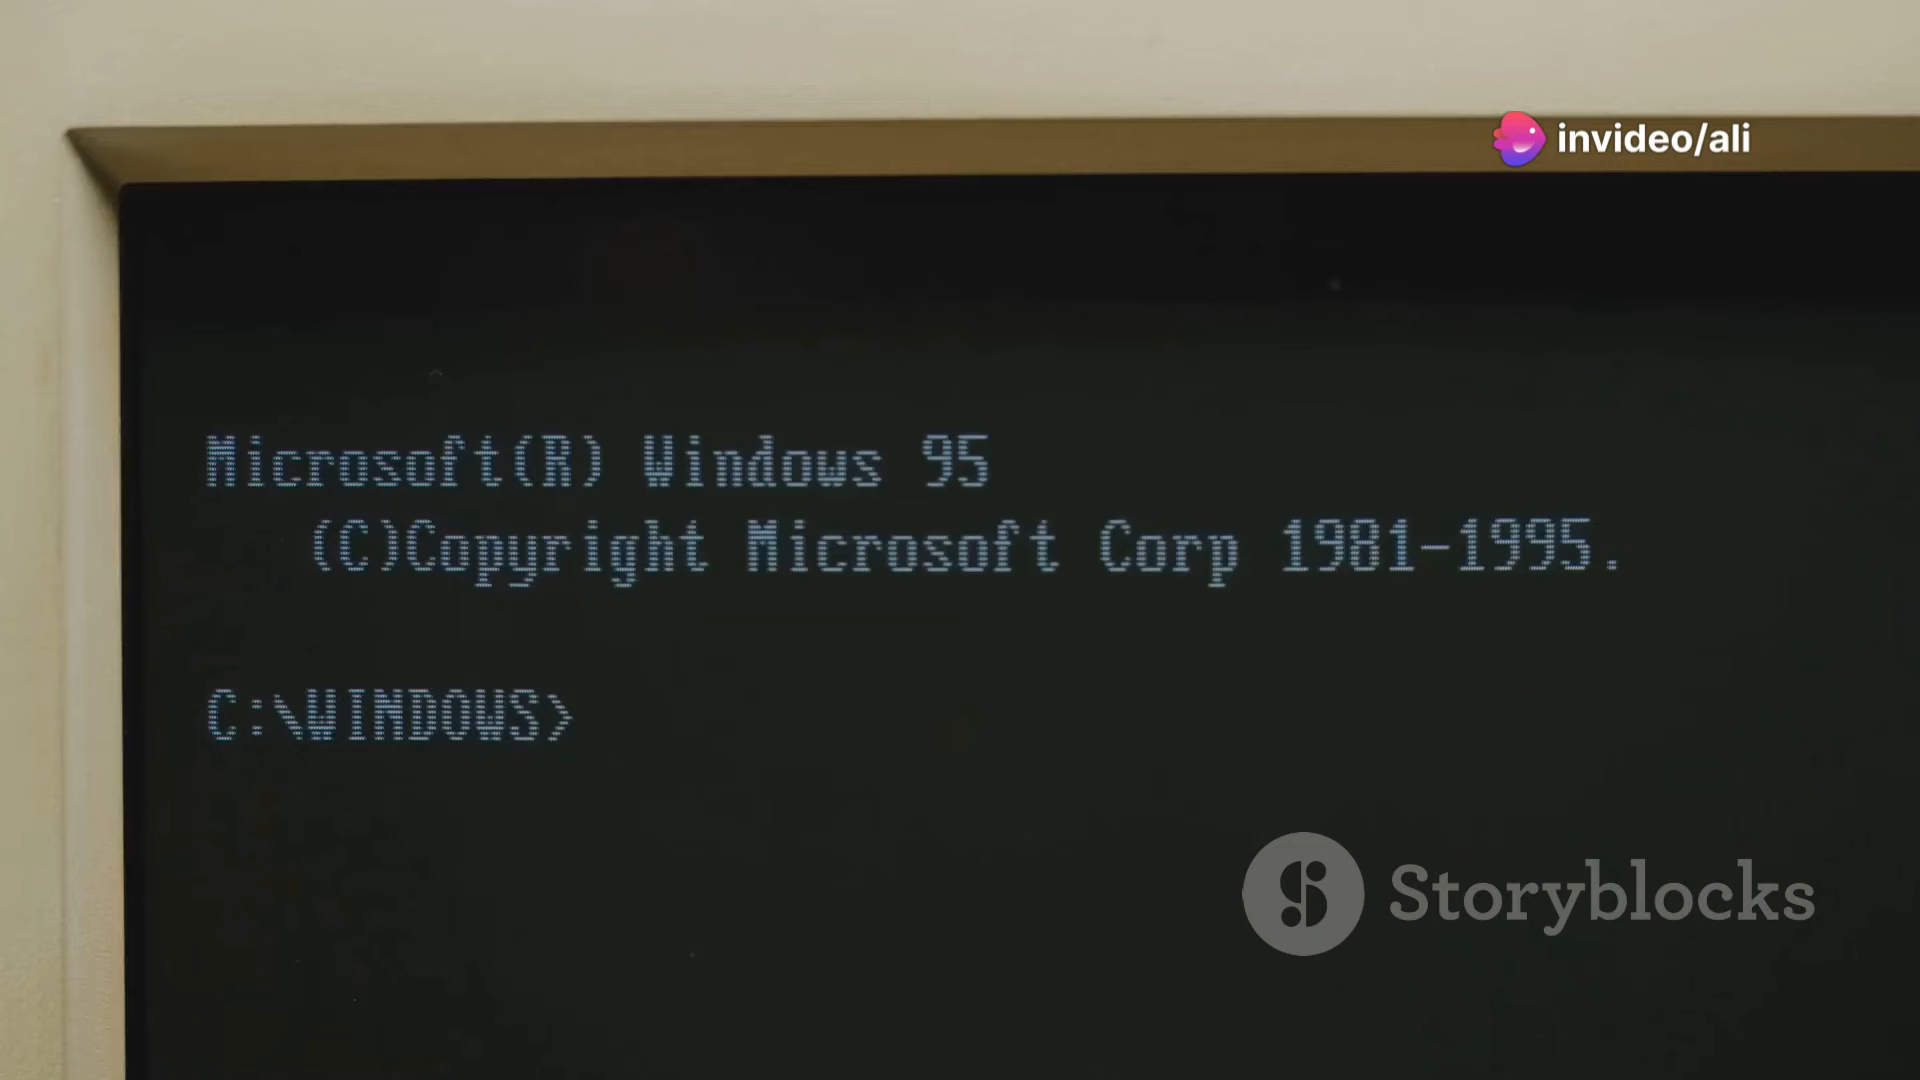 invideo/ali
Microsoft(R) Windows 95
(C)Copyright Microsoft Corp 1981-1995.
C:\WINDOWS>
Storyblocks